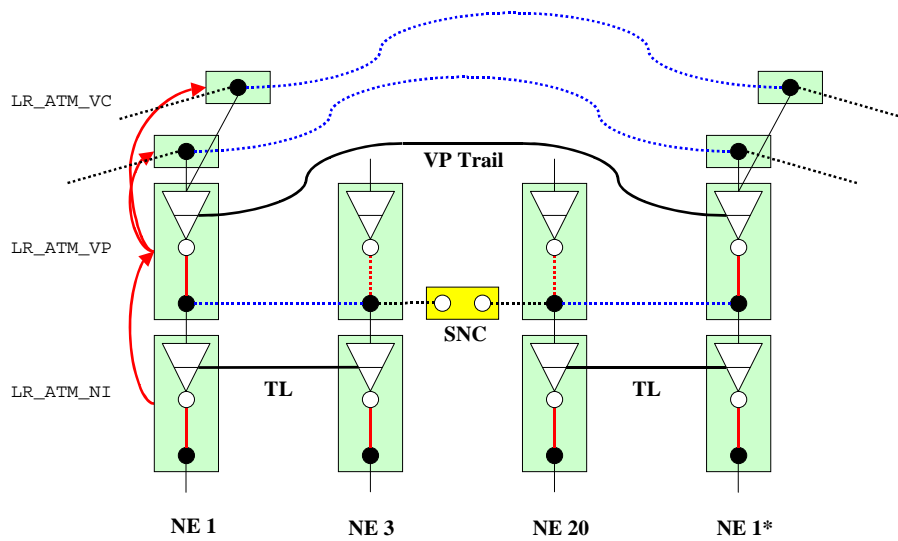 LR_ATM_VC
VP Trail
LR_ATM_VP
SNC
TL
TL
LR_ATM_NI
NE 1
NE 3
NE 20
NE 1*